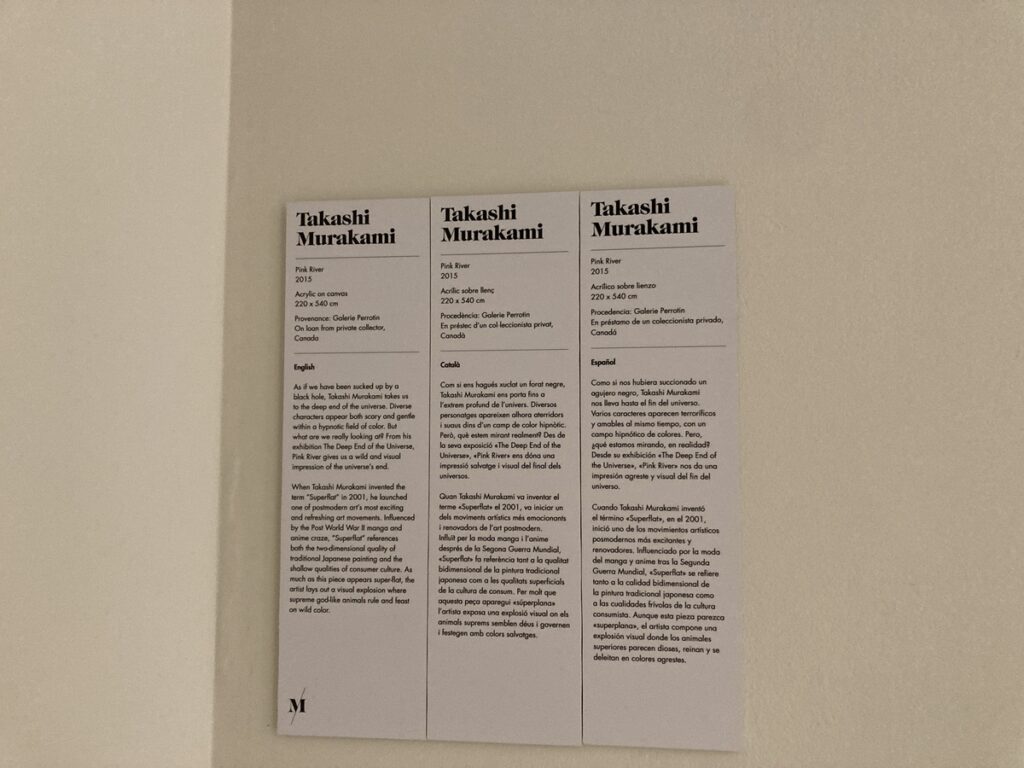 Takashi
Murakami
Pink River
2015
Acrylic on canvas
220 x 540 cm
Provenance: Galerie Perrotin
On loan from private collector,
Canada
English
As if we have been sucked up by a
black hole, Takashi Murakami takes us
to the deep end of the universe. Diverse
characters appear both scary and gentle
within a hypnotic field of color. But
what are we really looking at? From his
exhibition The Deep End of the Universe,
Pink River gives us a wild and visual
impression of the universe's end.
When Takashi Murakami invented the
term "Superflat" in 2001, he launched
one of postmodern art's most exciting
and refreshing art movements. Influenced
by the Post World War II manga and
anime craze, "Superflat" references
both the two-dimensional quality of
traditional Japanese painting and the
shallow qualities of consumer culture. As
much as this piece appears super-flat, the
artist lays out a visual explosion where
supreme god-like animals rule and feast
on wild color.
M
Takashi
Murakami
Pink River
2015
Acrílic sobre llenç
220 x 540 cm
Procedència: Galerie Perrotin
En préstec d'un col·leccionista privat,
Canadà
Català
Com si ens hagués xuclat un forat negre,
Takashi Murakami ens porta fins a
l'extrem profund de l'univers. Diversos
personatges apareixen alhora aterridors
i suaus dins d'un camp de color hipnòtic.
Però, què estem mirant realment? Des de
la seva exposició «The Deep End of the
Universe», «Pink River» ens dóna una
impressió salvatge i visual del final dels
universos.
Quan Takashi Murakami va inventar el
terme «Superflat» el 2001, va iniciar un
dels moviments artístics més emocionants
i renovadors de l'art postmodern.
Influït per la moda manga i l'anime
després de la Segona Guerra Mundial,
«Superflat» fa referència tant a la qualitat
bidimensional de la pintura tradicional
japonesa com a les qualitats superficials
de la cultura de consum. Per molt que
aquesta peça aparegui «súperplana»
l'artista exposa una explosió visual on els
animals suprems semblen déus i governen
i festegen amb colors salvatges.
Takashi
Murakami
Pink River
2015
Acrílico sobre lienzo
220 x 540 cm
Procedencia: Galerie Perrotin
En préstamo de un coleccionista privado,
Canadá
Español
Como si nos hubiera succionado un
agujero negro, Takashi Murakami
nos lleva hasta el fin del universo.
Varios caracteres aparecen terroríficos
y amables al mismo tiempo, con un
campo hipnótico de colores. Pero,
¿qué estamos mirando, en realidad?
Desde su exhibición «The Deep End of
the Universe», «Pink River» nos da una
impresión agreste y visual del fin del
universo.
Cuando Takashi Murakami inventó
el término «Superflat», en el 2001,
inició uno de los movimientos artísticos
posmodernos más excitantes y
renovadores. Influenciado por la moda
del manga y anime tras la Segunda
Guerra Mundial, «Superflat» se refiere
tanto a la calidad bidimensional de
la pintura tradicional japonesa como
a las cualidades frívolas de la cultura
consumista. Aunque esta pieza parezca
«superplana», el artista compone una
explosión visual donde los animales
superiores parecen dioses, reinan y se
deleitan en colores agrestes.